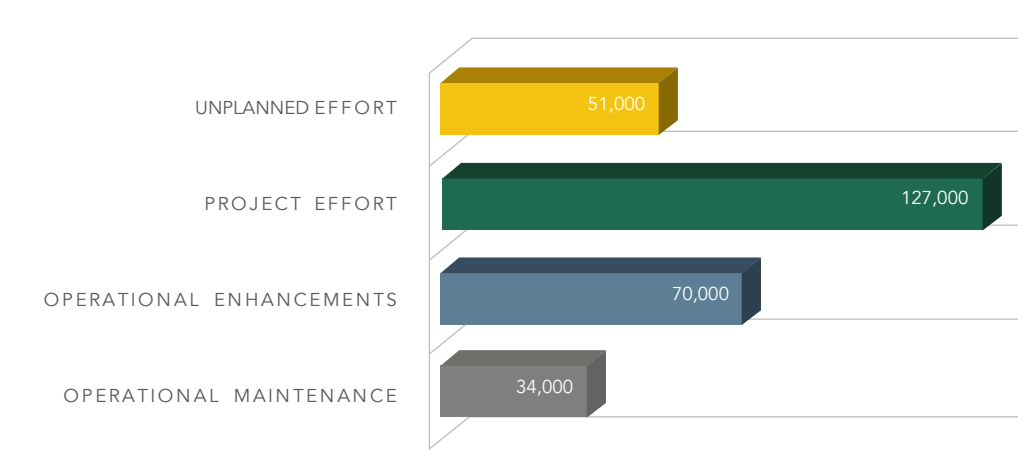 UNPLANNED EFFORT
51,000
PROJECT EFFORT
127,000
OPERATIONAL ENHANCEMENTS
70,000
OPERATIONAL MAINTENANCE
34,000